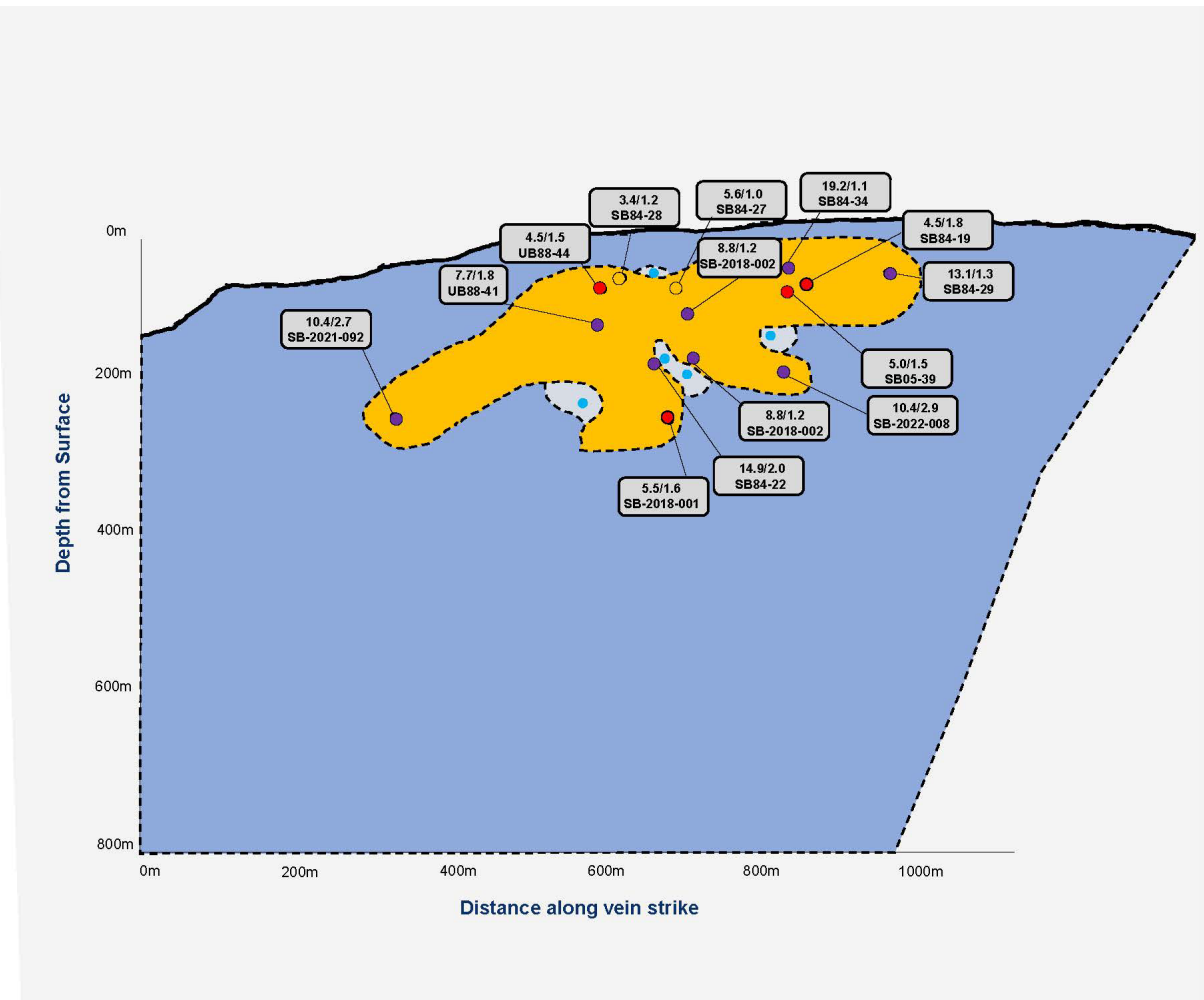 19.2/1.1
SB84-34
5.6/1.0
SB84-27
3.4/1.2
SB84-28
4.5/1.8
SB84-19
4.5/1.5
UB88-44
8.8/1.2
SB-2018-002
7.7/1.8
UB88-41
13.1/1.3
SB84-29
10.4/2.7
SB-2021-092
5.0/1.5
SB05-39
10.4/2.9
SB-2022-008
8.8/1.2
SB-2018-002
14.9/2.0
SB84-22
5.5/1.6
SB-2018-001
Depth from Surface
0m
200m
400m
600m
800m
0m
200m
400m
600m
800m
1000m
Distance along vein strike